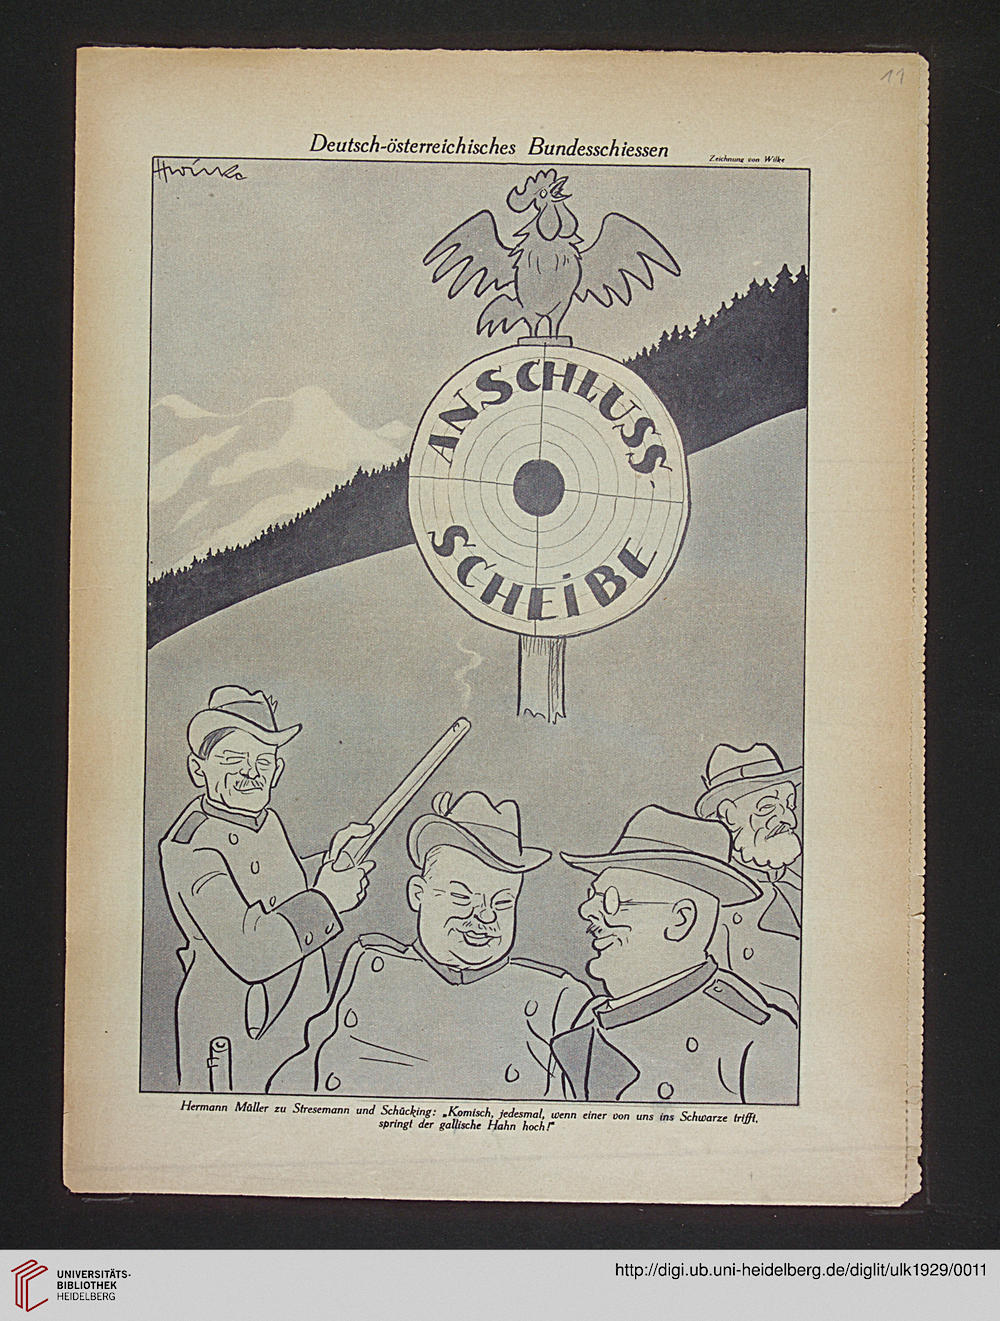 11
Deutsch-österreichisches Bundesschiessen
Zeichnung von Wilke
ANSCHLUSS
SCHEIBE
Hermann Müller zu Stresemann und Schücking: „Komisch, jedesmal, wenn einer von uns ins Schwarze trifft,
springt der gallische Hahn hoch!"
UNIVERSITÄTS-
BIBLIOTHEK
HEIDELBERG
http://digi.ub.uni-heidelberg.de/diglit/ulk1929/0011